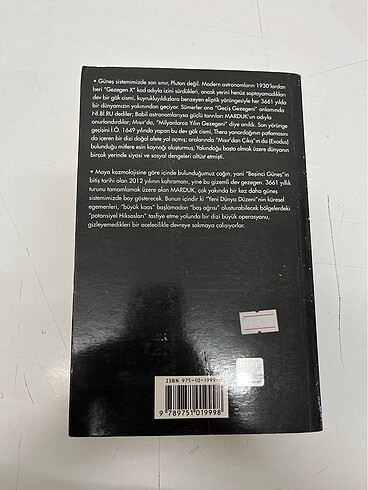 • Güneş sistemimizde son sınır, Pluton değil. Modern astronomların 1930'lardan
beri "Gezegen X" kod adıyla izini sürdükleri, ancak yerini henüz saptayamadıkları
dev bir gök cismi, kuyrukluyıldızlara benzeyen eliptik yörüngesiyle her 3661 yılda
bir dünyamızın yakınından geçiyor. Sümerler ona "Geçiş Gezegeni" anlamında
NI.BI.RU dediler; Babil astronomlarıysa güçlü tanrıları MARDUK'un adıyla
onurlandırdılar; Mısır'da, "Milyonlarca Yılın Gezegeni" diye anıldı. Son yörünge
geçişini İ.Ö. 1649 yılında yapan bu dev gök cismi, Thera yanardağının patlamasını
da içeren bir dizi doğal afete yol açmış; aralarında "Mısır'dan Çıkış"ın da (Exodus)
bulunduğu mitlere esin kaynağı oluşturmuş; Yakındoğu başta olmak üzere dünyanın
birçok yerinde siyasi ve sosyal dengeleri altüst etmişti.
• Maya kozmolojisine göre içinde bulunduğumuz çağın, yani "Beşinci Güneş"in
bitiş tarihi olan 2012 yılının kahramanı, yine bu gizemli dev gezegen. 3661 yıllık
turunu tamamlamak üzere olan MARDUK, çok yakında bir kez daha güneş
sistemimizde boy gösterecek. Bunun içindir ki "Yeni Dünya Düzeni"nin küresel
egemenleri, "büyük kaos" başlamadan "baş ağrısı" oluşturabilecek bölgelerdeki
"potansiyel Hiksosları" tasfiye etme yolunda bir dizi büyük operasyonu,
gizleyemedikleri bir acelecilikle devreye sokmaya çalışıyorlar.
ISBN 975-10-1999-
9 789751 019998